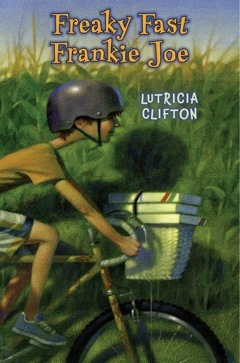 Freaky Fast
Frankie Joe
LUTRICIA
CLIFTON